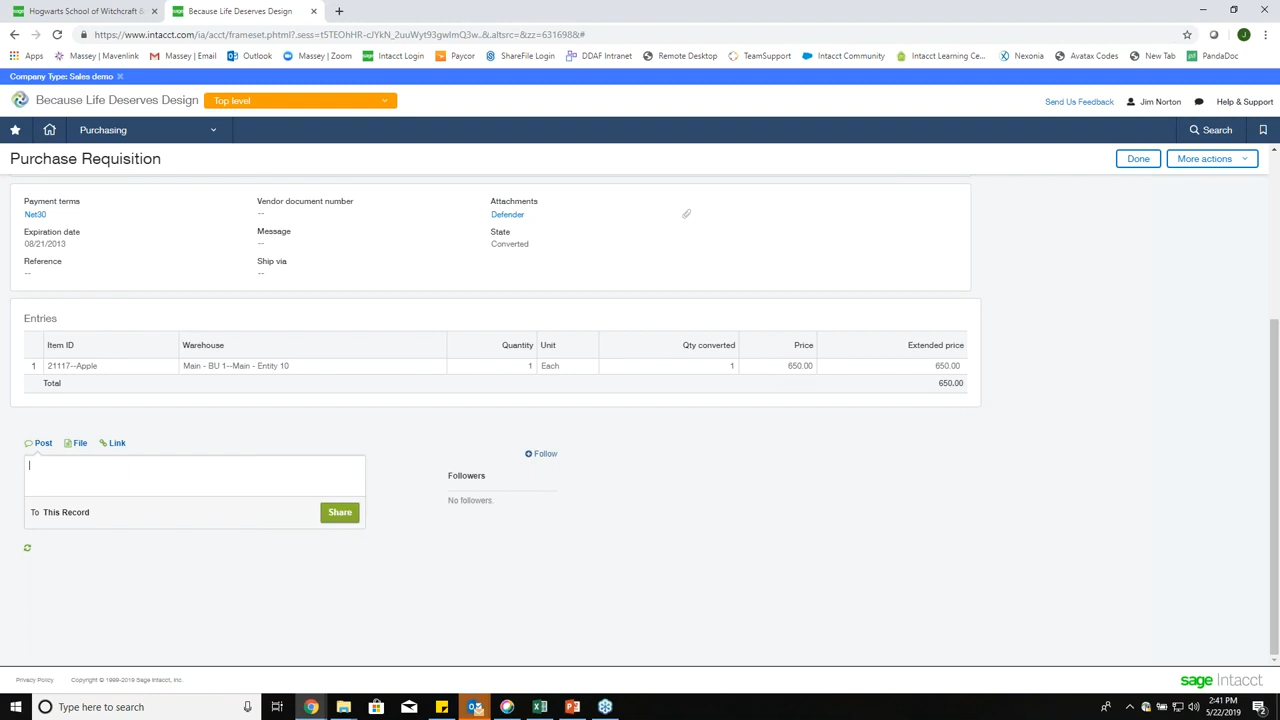 Hogwarts School of Witchcraft &
Because Life Deserves Design
https://www.intacct.com/ia/acct/frameset.phtml?.sess=t5TEOhHR-cJYkN_2uuWyt93gwImQ3w..&.altsrc=&zz=631698&#
Apps Massey | Mavenlink Massey | Email Outlook Massey | Zoom Intacct Login Paycor ShareFile Login DDAF Intranet Remote Desktop TeamSupport Intacct Community Intacct Learning Ce... Nexonia Avatax Codes New Tab PandaDoc
Company Type: Sales demo
Because Life Deserves Design Top level Send Us Feedback Jim Norton Help & Support
Purchasing Search
Purchase Requisition Done More actions
Payment terms Vendor document number Attachments
Net30 -- Defender
Expiration date Message State
08/21/2013 -- Converted
Reference Ship via
-- --
Entries
Item ID Warehouse Quantity Unit Qty converted Price Extended price
1 21117--Apple Main - BU 1--Main - Entity 10 1 Each 1 650.00 650.00
Total 650.00
Post File Link
Follow
Followers
No followers.
To This Record Share
Privacy Policy Copyright © 1999-2019 Sage Intacct, Inc.
sage Intacct
Type here to search
2:41 PM
5/22/2019
2